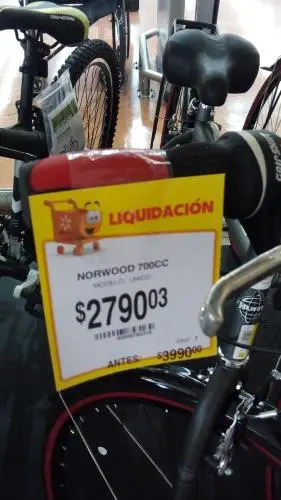 LIQUIDACIÓN
NORWOOD 700CC
MODELO: UNICO
$279003
ANTES: $399000